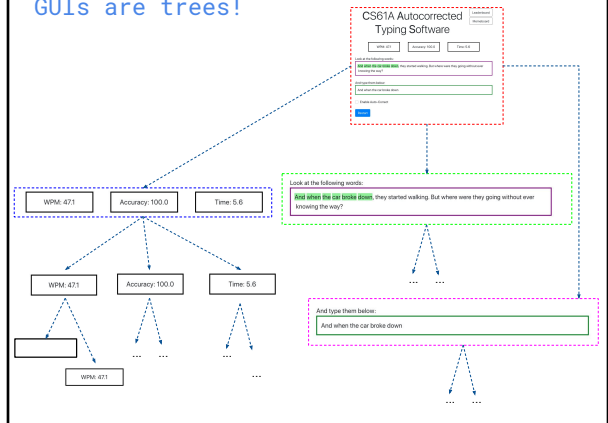 GUIs are trees!
CS61A Autocorrected
Typing Software
Leaderboard
WPM: 47.1
Accuracy: 100.0
Time: 5.6
Look at the following words:
And when the car broke down, they started walking. But where were they going without ever
knowing the way?
And type them below:
And when the car broke down
Enable Auto-Correct
Restart
WPM: 47.1
Accuracy: 100.0
Time: 5.6
Look at the following words:
And when the car broke down, they started walking. But where were they going without ever
knowing the way?
WPM: 47.1
Accuracy: 100.0
Time: 5.6
... ...
And type them below:
And when the car broke down
... ...
...
WPM: 47.1
...
... ...